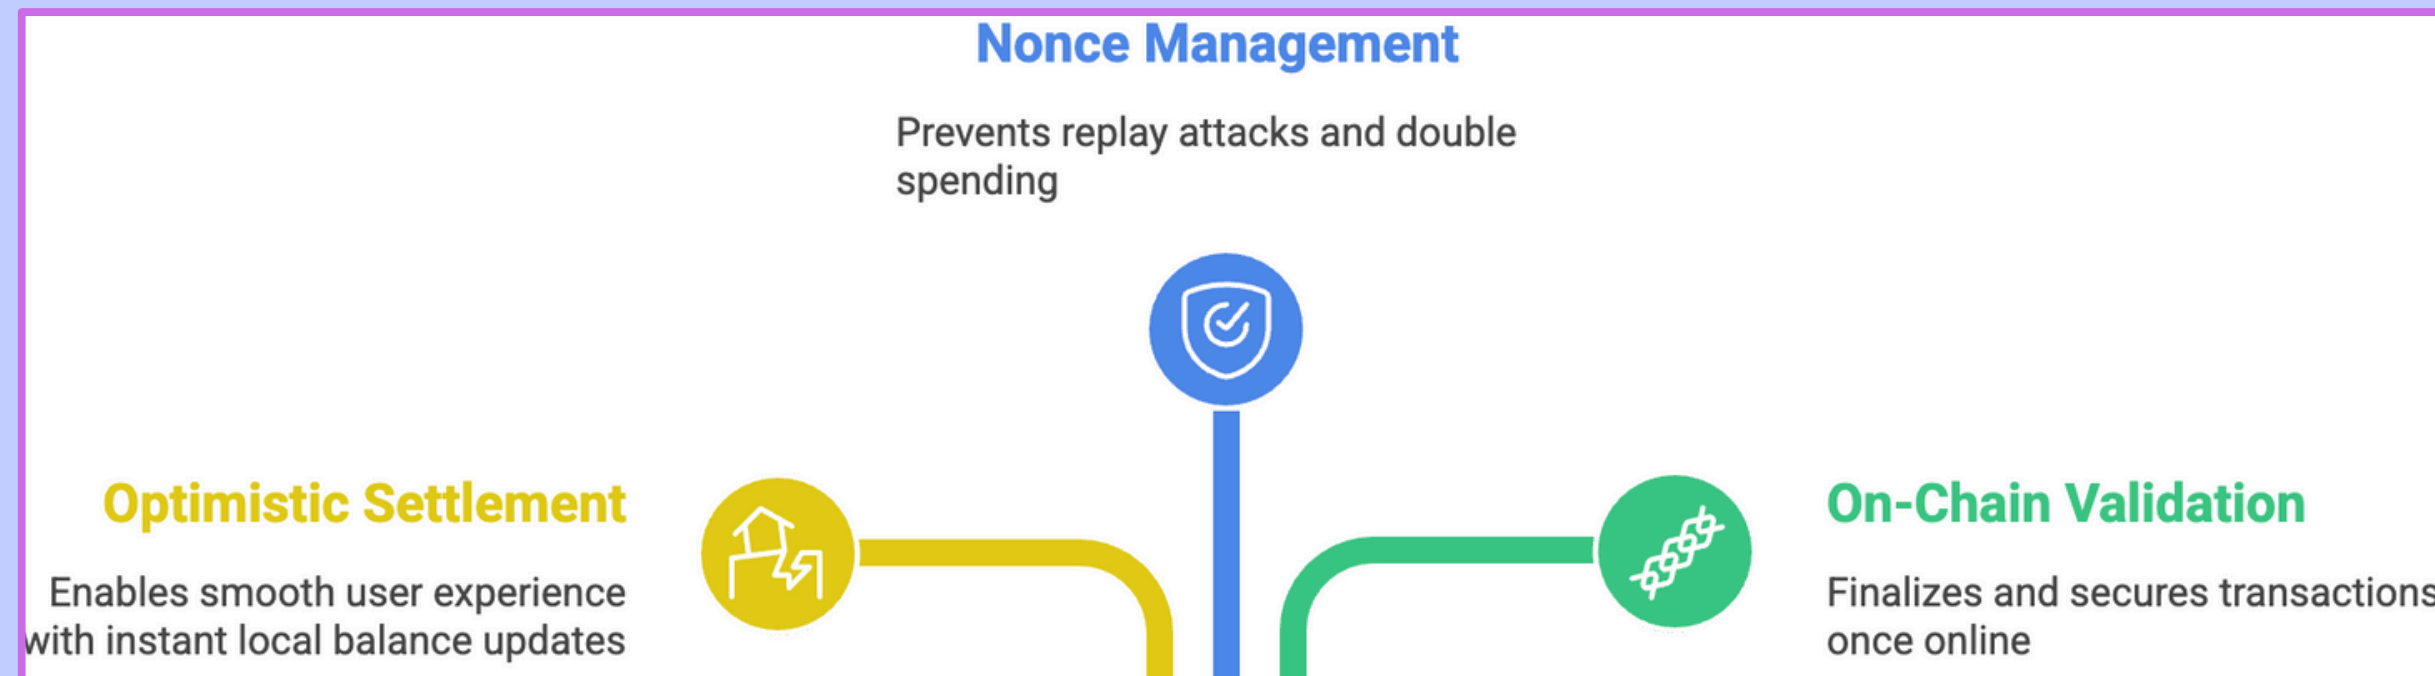 Nonce Management
Prevents replay attacks and double
spending
Optimistic Settlement
Enables smooth user experience
with instant local balance updates
On-Chain Validation
Finalizes and secures transactions
once online